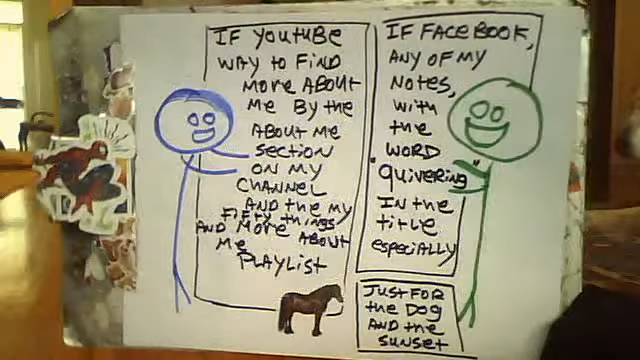 IF YOUTUBE
WAY TO FIND
MORE ABOUT
ME BY THE
ABOUT ME
SECTION
ON MY
CHANNEL
AND THE MY
FIFTY THINGS
AND MORE ABOUT
ME
PLAYLIST
IF FACEBOOK,
ANY OF MY
NOTES,
WITH
THE
WORD
"QUIVERING"
IN THE
TITLE
ESPECIALLY
JUST FOR
THE DOG
AND THE
SUNSET